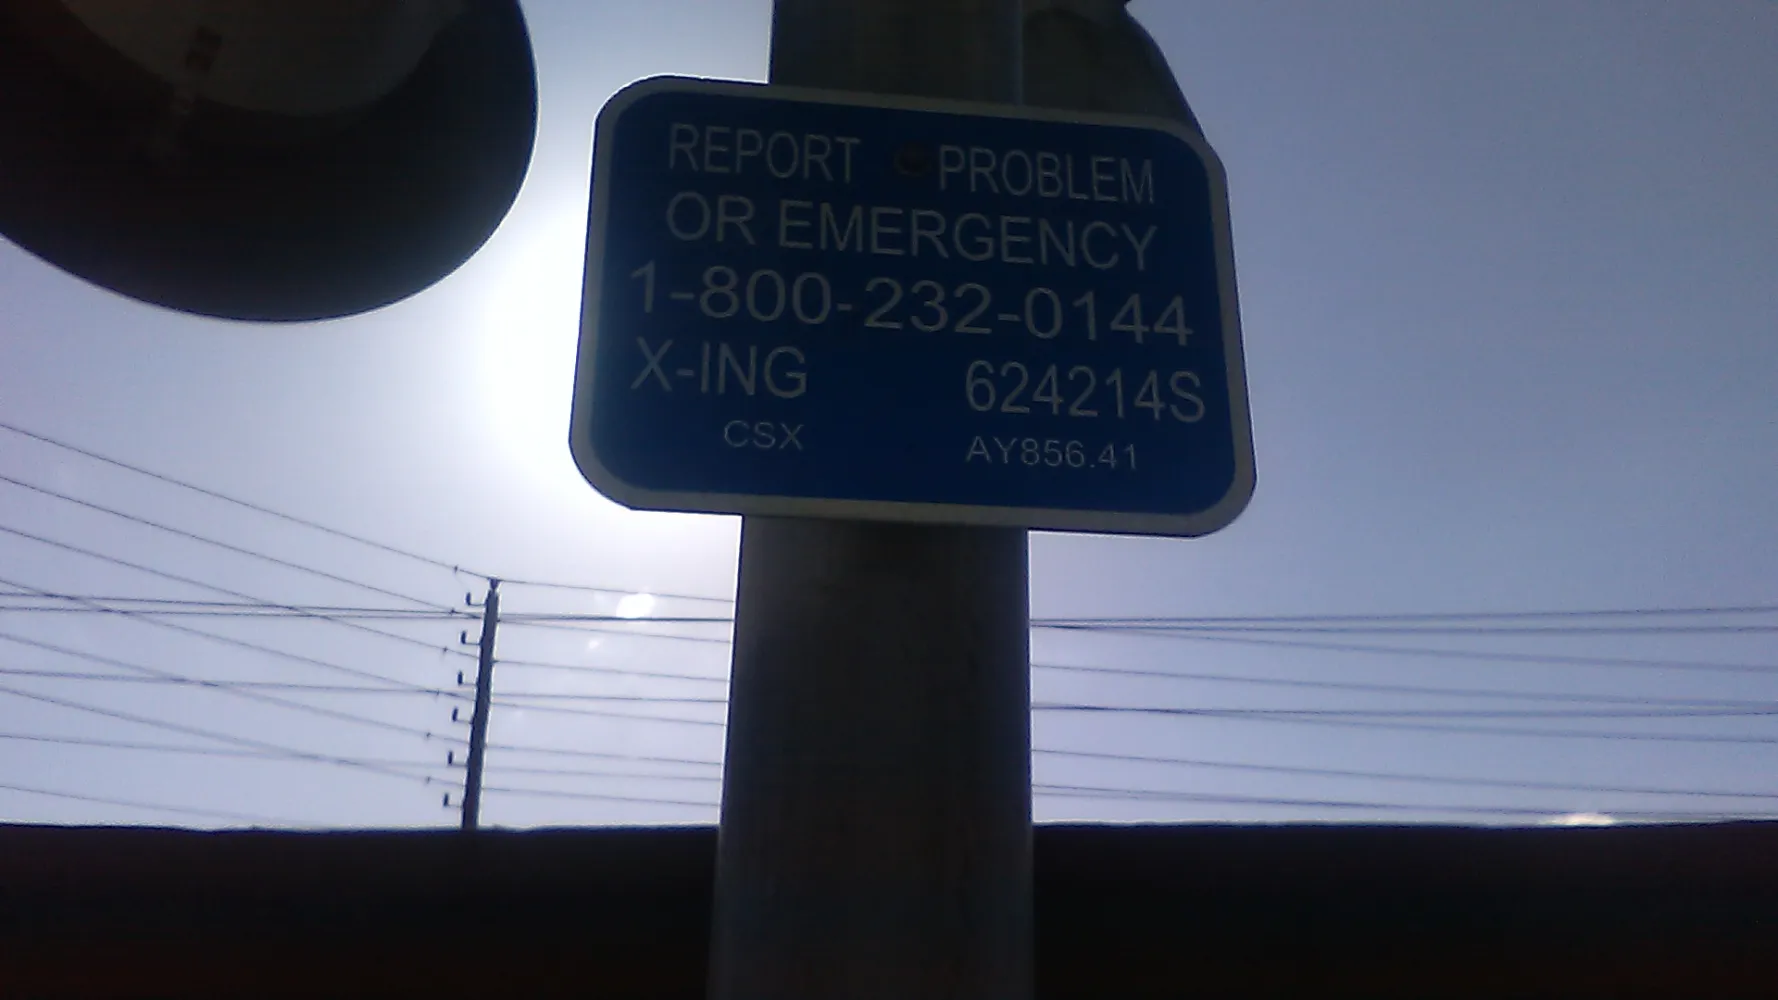 REPORT PROBLEM
OR EMERGENCY
1-800-232-0144
X-ING 624214S
CSX AY856.41